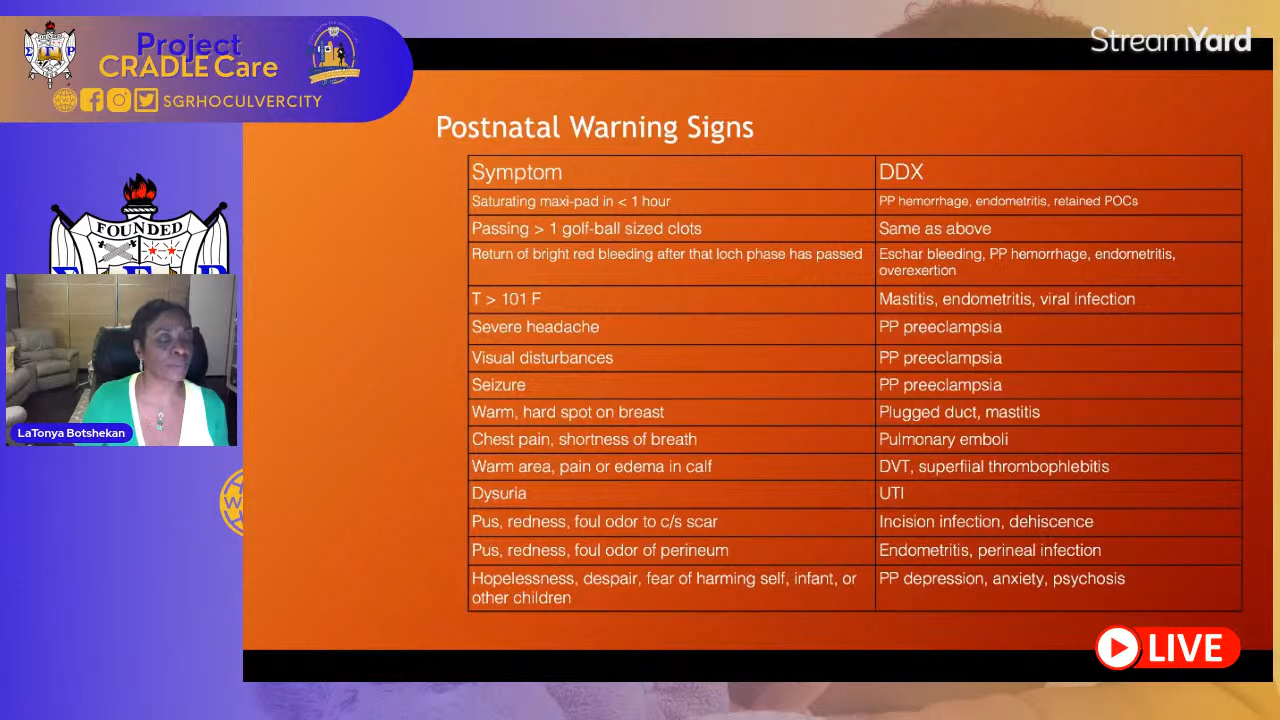 StreamYard
Project
CRADLE Care
SGRHOCULVERCITY
FOUNDED
LaTonya Botshekan
Postnatal Warning Signs
Symptom
DDX
Saturating maxi-pad in < 1 hour
PP hemorrhage, endometritis, retained POCs
Passing > 1 golf-ball sized clots
Same as above
Return of bright red bleeding after that loch phase has passed
Eschar bleeding, PP hemorrhage, endometritis,
overexertion
T > 101 F
Mastitis, endometritis, viral infection
Severe headache
PP preeclampsia
Visual disturbances
PP preeclampsia
Seizure
PP preeclampsia
Warm, hard spot on breast
Plugged duct, mastitis
Chest pain, shortness of breath
Pulmonary emboli
Warm area, pain or edema in calf
DVT, superfiial thrombophlebitis
Dysuria
UTI
Pus, redness, foul odor to c/s scar
Incision infection, dehiscence
Pus, redness, foul odor of perineum
Endometritis, perineal infection
Hopelessness, despair, fear of harming self, infant, or
other children
PP depression, anxiety, psychosis
LIVE